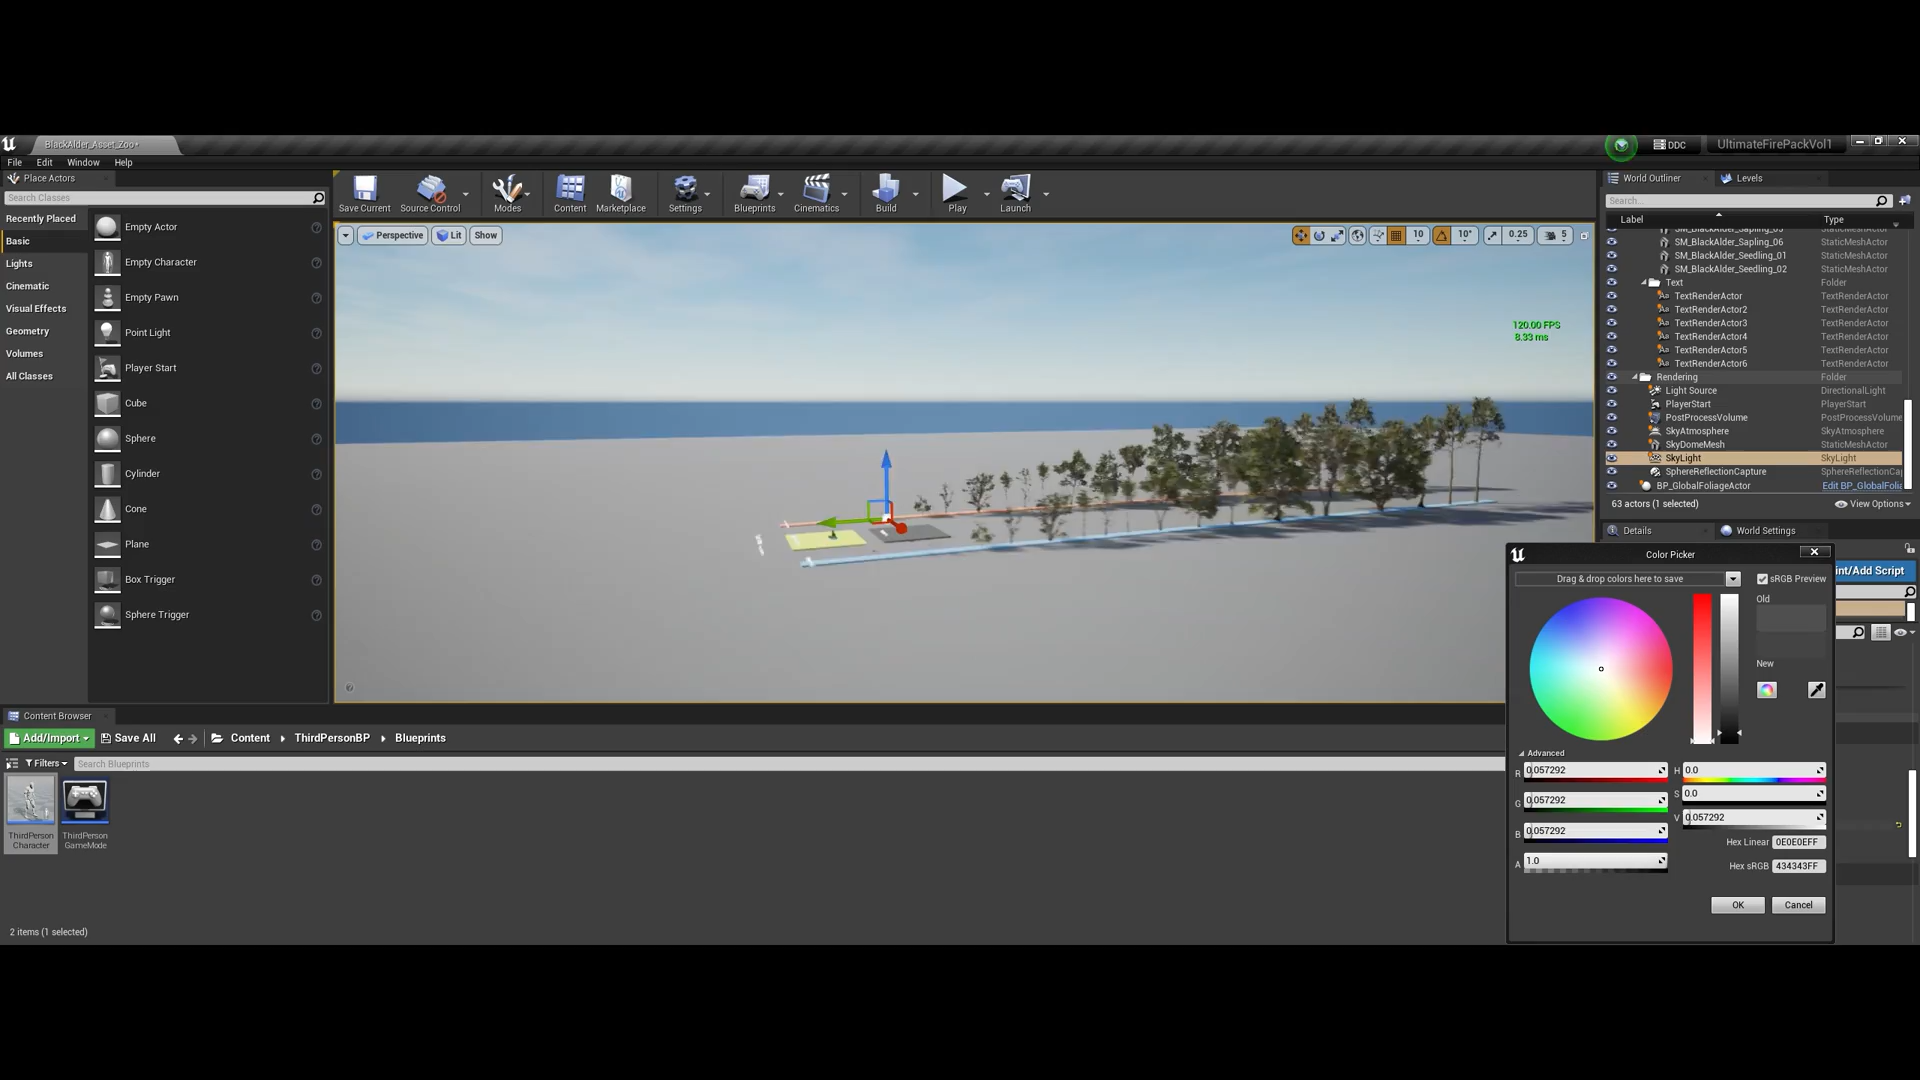 BlackAlder_Asset_Zoo*
DDC
UltimateFirePackVol1
File Edit Window Help
Place Actors
Search Classes
Recently Placed
Basic
Lights
Cinematic
Visual Effects
Geometry
Volumes
All Classes
Empty Actor
Empty Character
Empty Pawn
Point Light
Player Start
Cube
Sphere
Cylinder
Cone
Plane
Box Trigger
Sphere Trigger
Save Current Source Control Modes Content Marketplace Settings Blueprints Cinematics Build Play Launch
Perspective Lit Show
10 10° 0.25 5
120.00 FPS
8.33 ms
World Outliner Levels
Search...
Label Type
SM_BlackAlder_Sapling_05 StaticMeshActor
SM_BlackAlder_Sapling_06 StaticMeshActor
SM_BlackAlder_Seedling_01 StaticMeshActor
SM_BlackAlder_Seedling_02 StaticMeshActor
Text Folder
TextRenderActor TextRenderActor
TextRenderActor2 TextRenderActor
TextRenderActor3 TextRenderActor
TextRenderActor4 TextRenderActor
TextRenderActor5 TextRenderActor
TextRenderActor6 TextRenderActor
Rendering Folder
Light Source DirectionalLight
PlayerStart PlayerStart
PostProcessVolume PostProcessVolume
SkyAtmosphere SkyAtmosphere
SkyDomeMesh StaticMeshActor
SkyLight SkyLight
SphereReflectionCapture SphereReflectionCap
BP_GlobalFoliageActor Edit BP_GlobalFolia
63 actors (1 selected) View Options
Details World Settings
int/Add Script
Color Picker
Drag & drop colors here to save
sRGB Preview
Old
New
Advanced
R 0.057292
G 0.057292
B 0.057292
A 1.0
H 0.0
S 0.0
V 0.057292
Hex Linear 0E0E0EFF
Hex sRGB 434343FF
OK Cancel
Content Browser
Add/Import Save All Content ThirdPersonBP Blueprints
Filters Search Blueprints
ThirdPerson
Character
ThirdPerson
GameMode
2 items (1 selected)